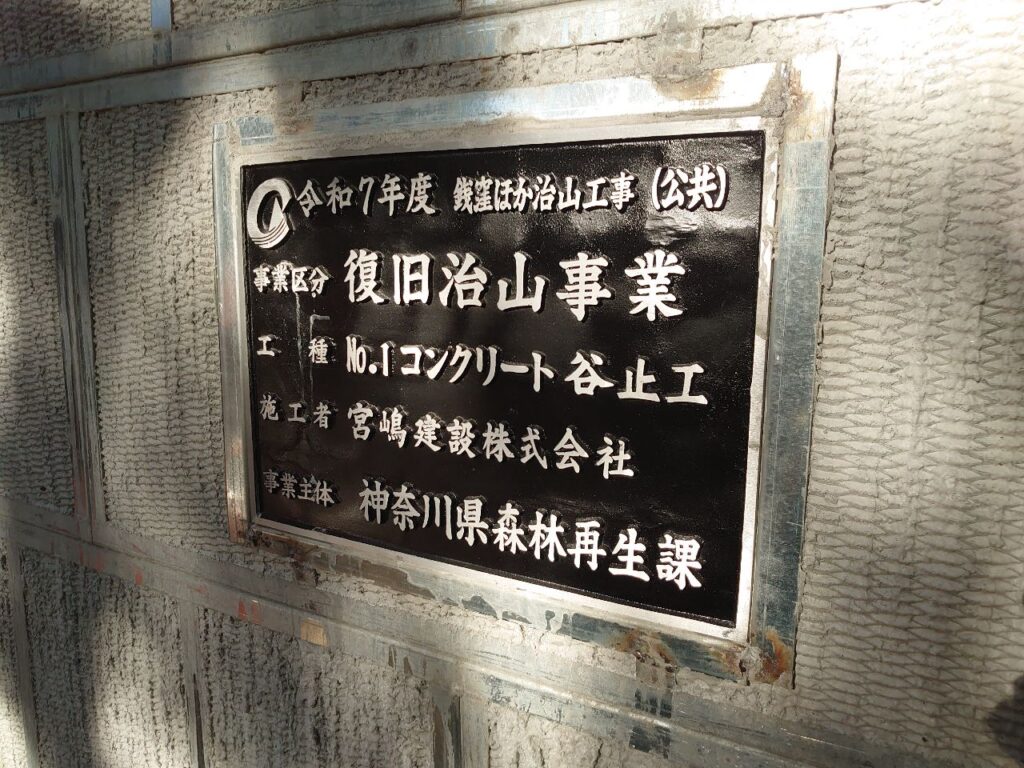 令和7年度 銭窪ほか治山工事(公共)
事業区分 復旧治山事業
工種 No.1コンクリート谷止工
施工者 宮嶋建設株式会社
事業主体 神奈川県森林再生課